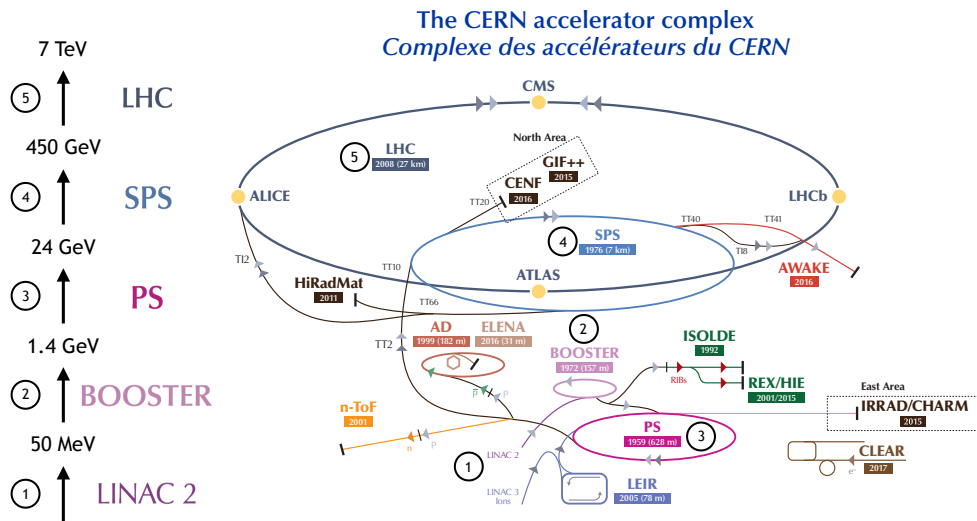 The CERN accelerator complex
Complexe des accélérateurs du CERN
7 TeV
5
LHC
450 GeV
4
SPS
24 GeV
3
PS
1.4 GeV
2
BOOSTER
50 MeV
1
LINAC 2
CMS
North Area
5
LHC
2008 (27 km)
GIF++
2015
CENF
2016
TT20
ALICE
LHCb
TT40
TT41
SPS
4
1976 (7 km)
TI2
TT10
TI8
ATLAS
AWAKE
2016
HiRadMat
2011
TT66
2
TT2
AD
1999 (182 m)
ELENA
2016 (31 m)
ISOLDE
1992
BOOSTER
1972 (157 m)
RIBs
REX/HIE
2001/2015
p
p
East Area
IRRAD/CHARM
2015
n-ToF
2001
n
p
PS
1959 (628 m)
3
LINAC 2
1
CLEAR
2017
e-
LINAC 3
Ions
LEIR
2005 (78 m)